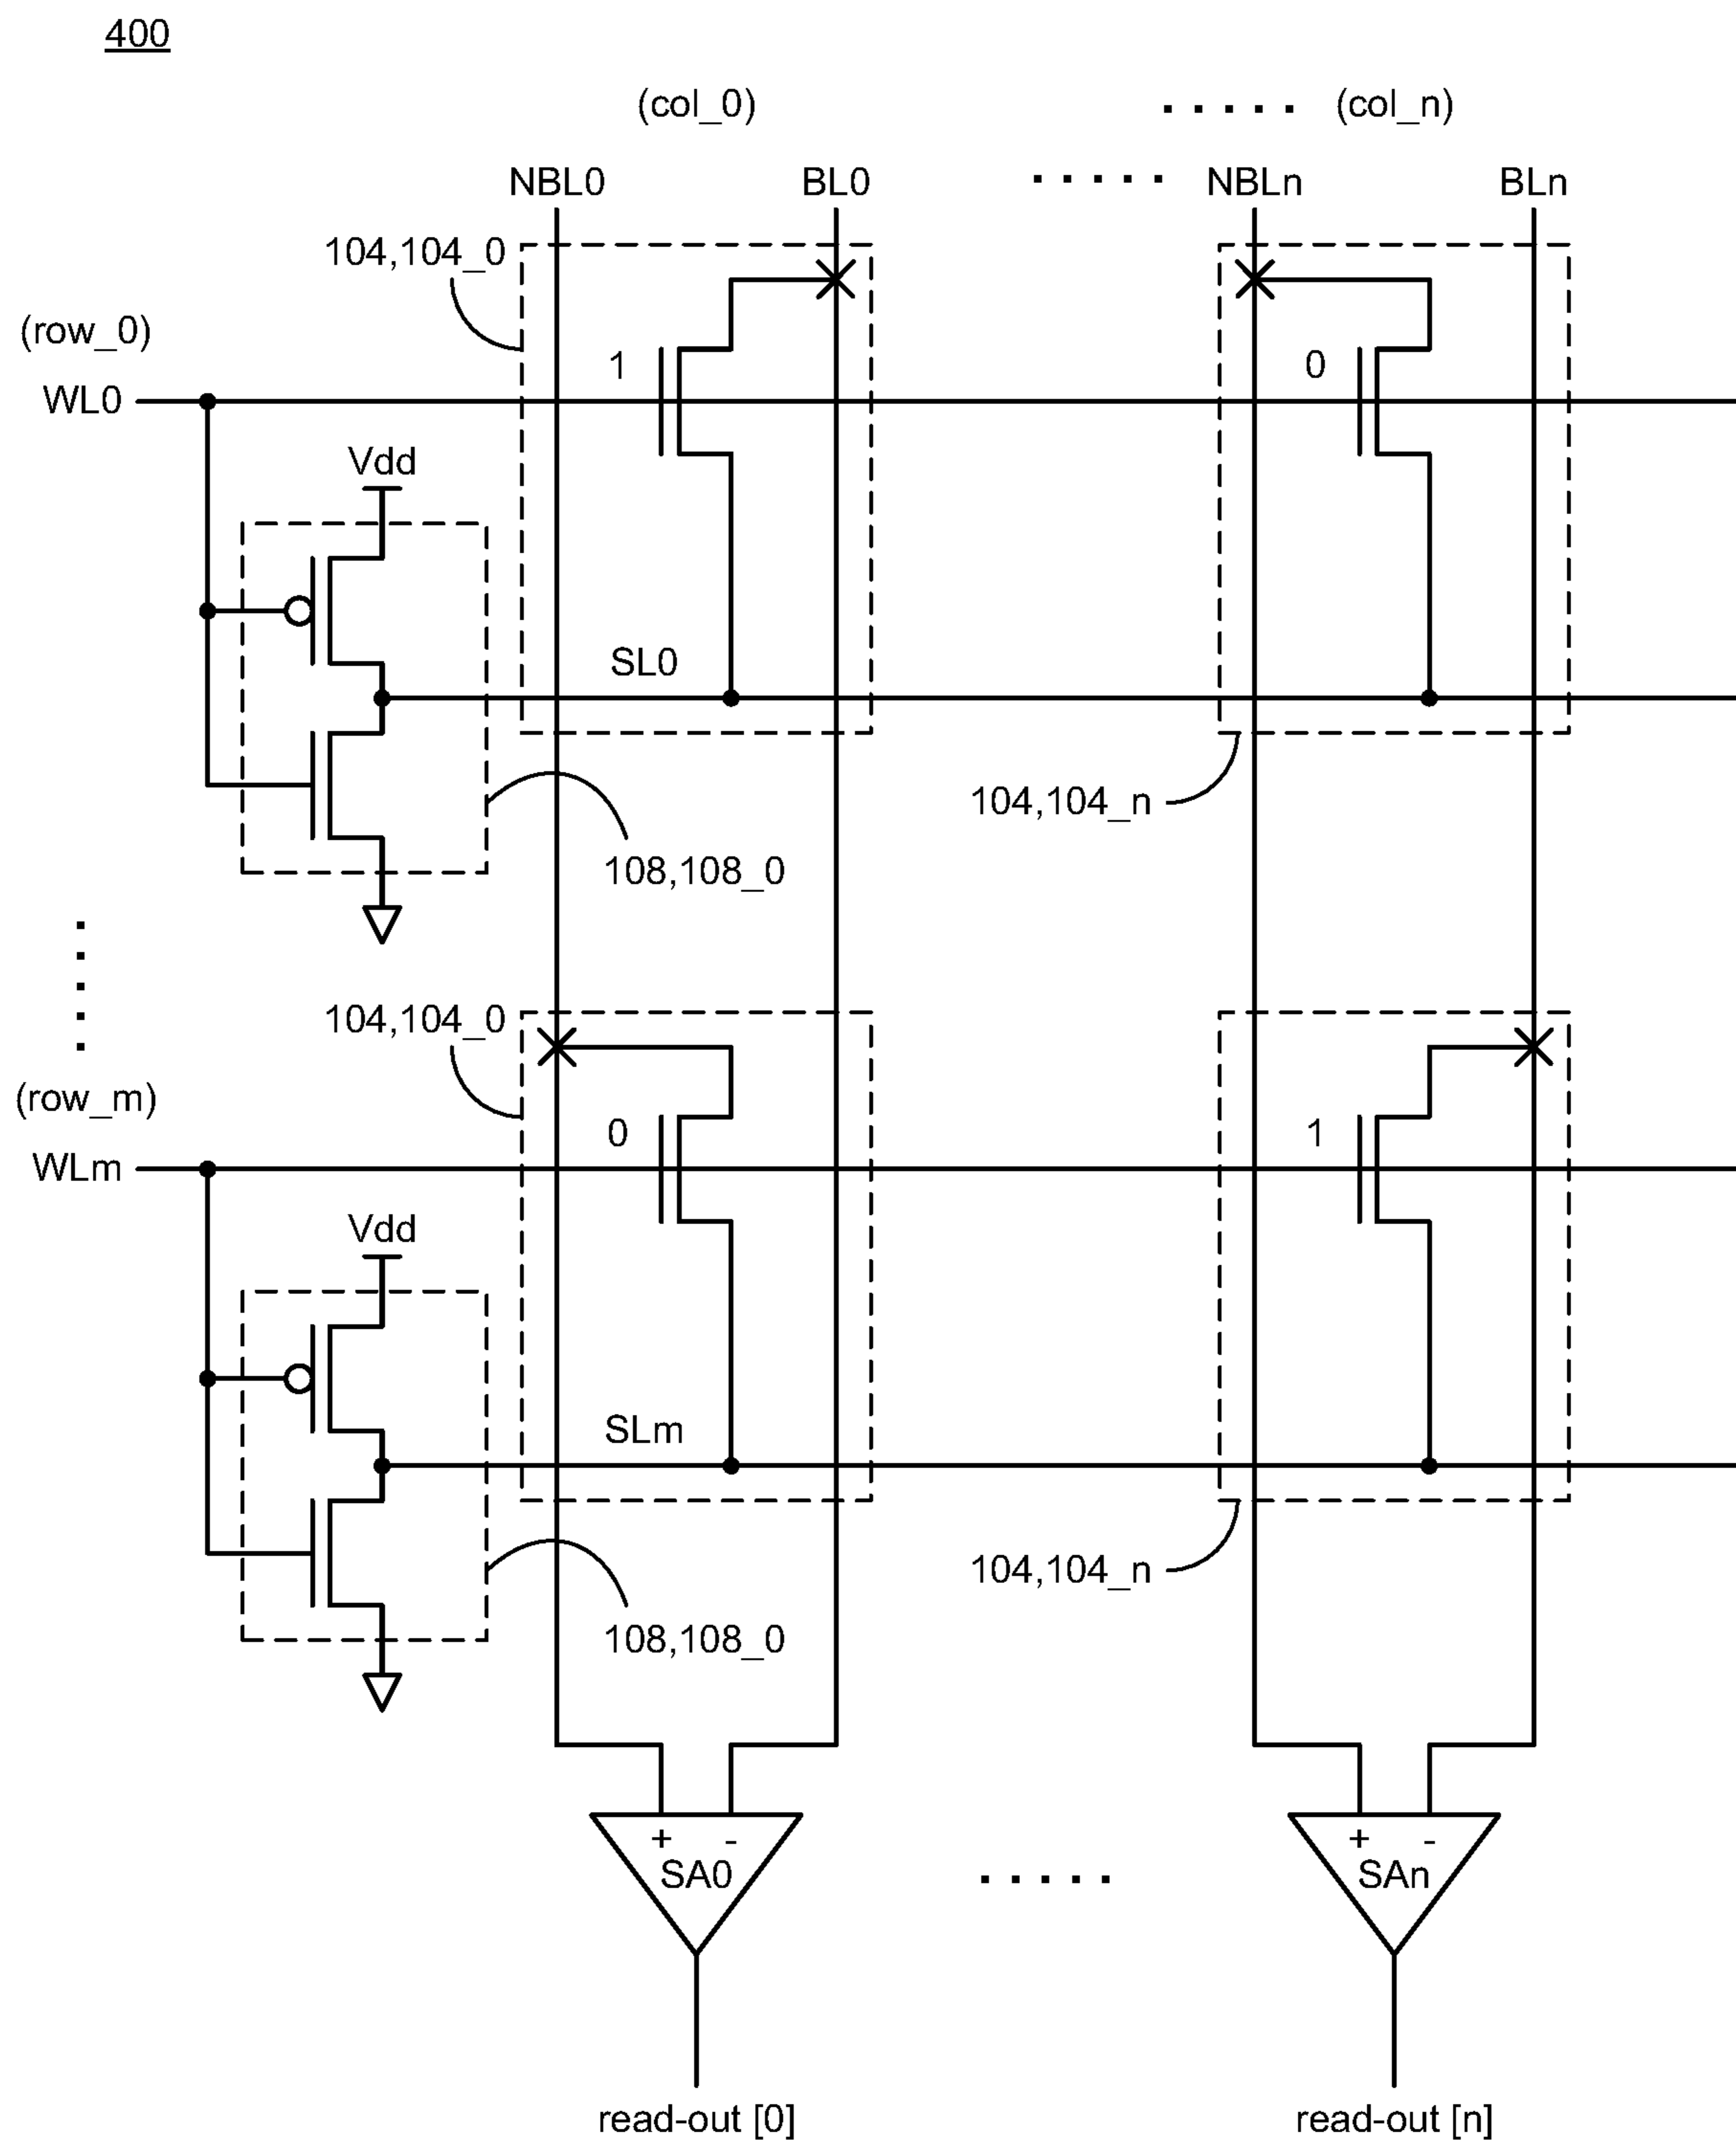 400
(col_0) ..... (col_n)
NBL0 BL0 ..... NBLn BLn
104,104_0
(row_0)
1 0
WL0
Vdd
SL0
104,104_n
108,108_0
104,104_0
(row_m)
0 1
WLm
Vdd
SLm
104,104_n
108,108_0
+ - + -
SA0 ..... SAn
read-out [0] read-out [n]